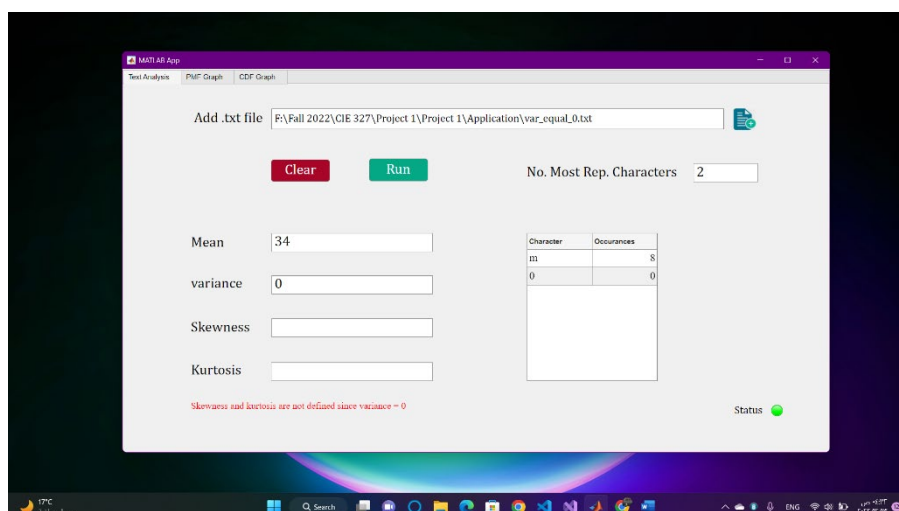 MATLAB App
Text Analysis PMF Graph CDF Graph
Add .txt file F:\Fall 2022\CIE 327\Project 1\Project 1\Application\var_equal_0.txt
Clear Run No. Most Rep. Characters 2
Mean 34
Character Occurances
m 8
0 0
variance 0
Skewness
Kurtosis
Skewness and kurtosis are not defined since variance = 0
Status
17°C
Search
ENG